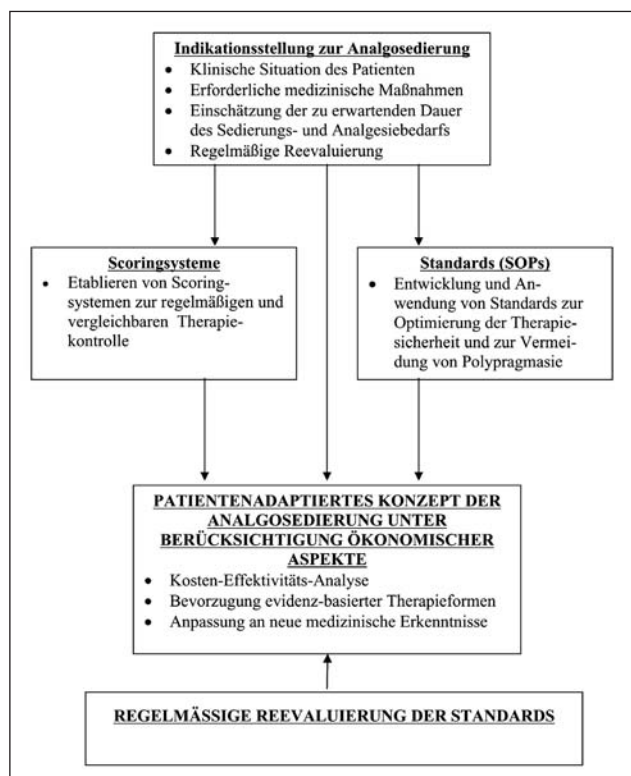 Indikationsstellung zur Analgosedierung
• Klinische Situation des Patienten
• Erforderliche medizinische Maßnahmen
• Einschätzung der zu erwartenden Dauer
des Sedierungs- und Analgesiebedarfs
• Regelmäßige Reevaluierung
Scoringsysteme
• Etablieren von Scoring-
systemen zur regelmäßigen und
vergleichbaren Therapie-
kontrolle
Standards (SOPs)
• Entwicklung und An-
wendung von Standards zur
Optimierung der Therapie-
sicherheit und zur Vermei-
dung von Polypragmasie
PATIENTENADAPTIERTES KONZEPT DER
ANALGOSEDIERUNG UNTER
BERÜCKSICHTIGUNG ÖKONOMISCHER
ASPEKTE
• Kosten-Effektivitäts-Analyse
• Bevorzugung evidenz-basierter Therapieformen
• Anpassung an neue medizinische Erkenntnisse
REGELMÄSSIGE REEVALUIERUNG DER STANDARDS